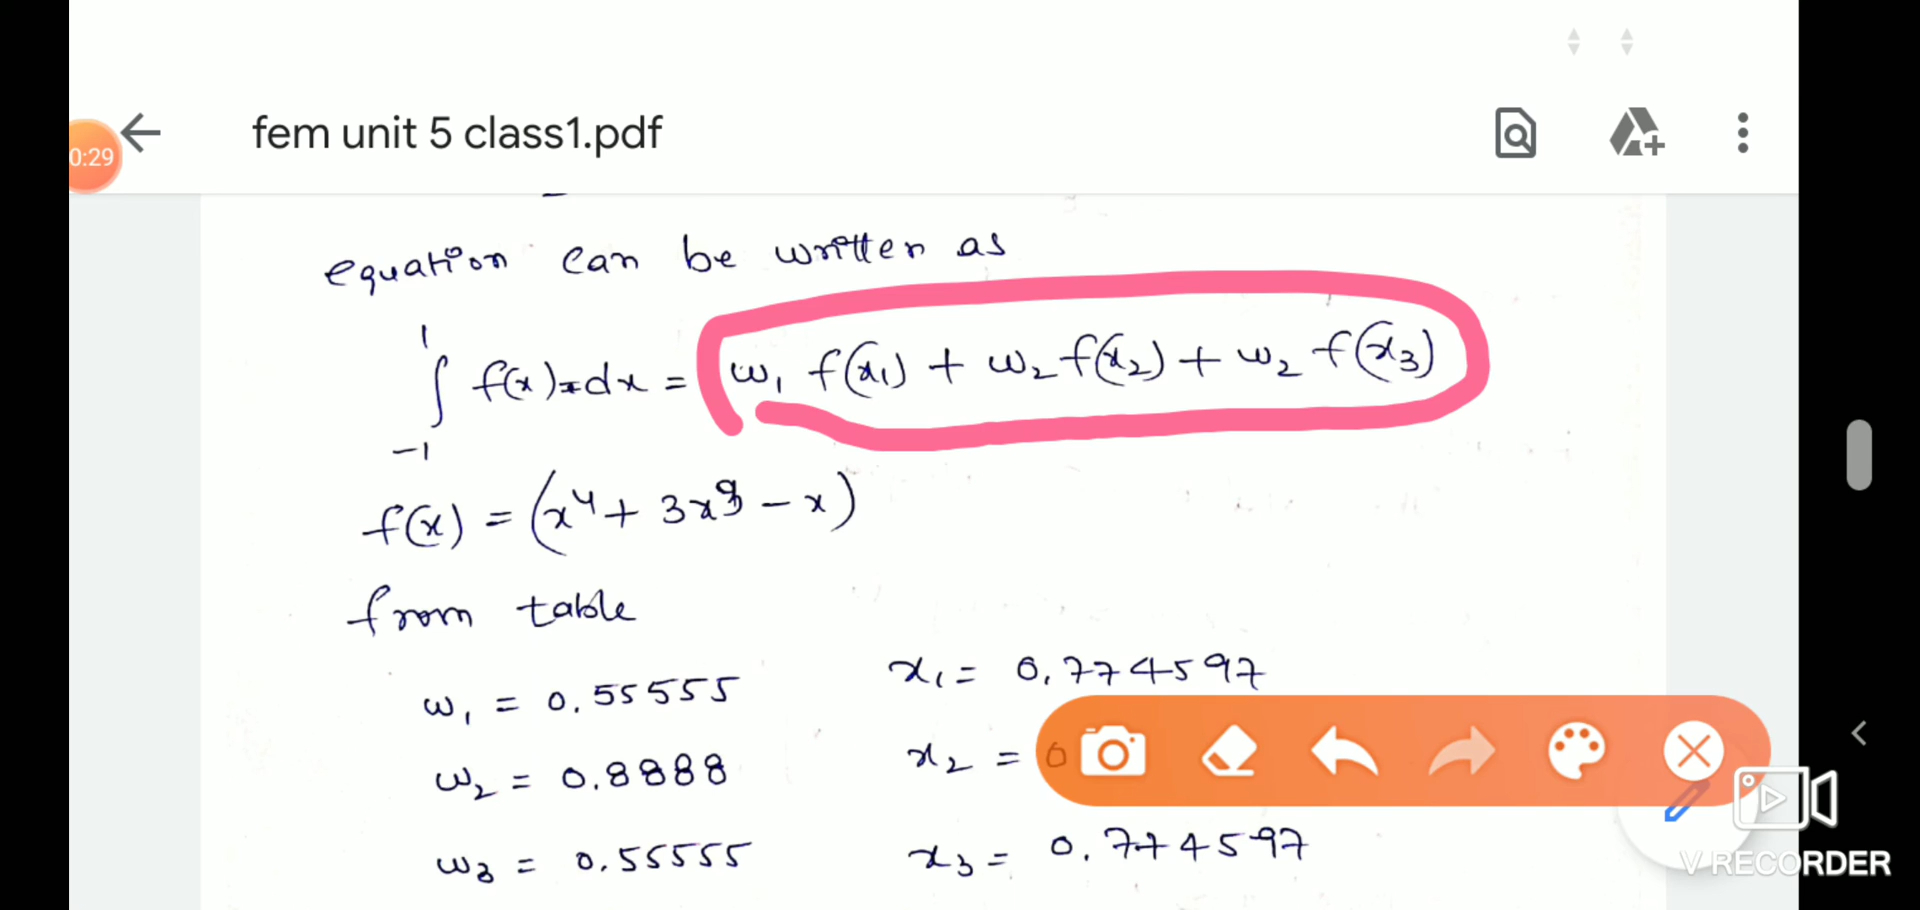 0:29
fem unit 5 class1.pdf
equation can be written as
∫₋₁¹ f(x).dx = w₁ f(x₁) + w₂ f(x₂) + w₂ f(x₃)
f(x) = (x⁴ + 3x³ - x)
from table
w₁ = 0.55555 x₁ = 0.774597
w₂ = 0.8888 x₂ = 0
w₃ = 0.55555 x₃ = 0.774597
V RECORDER